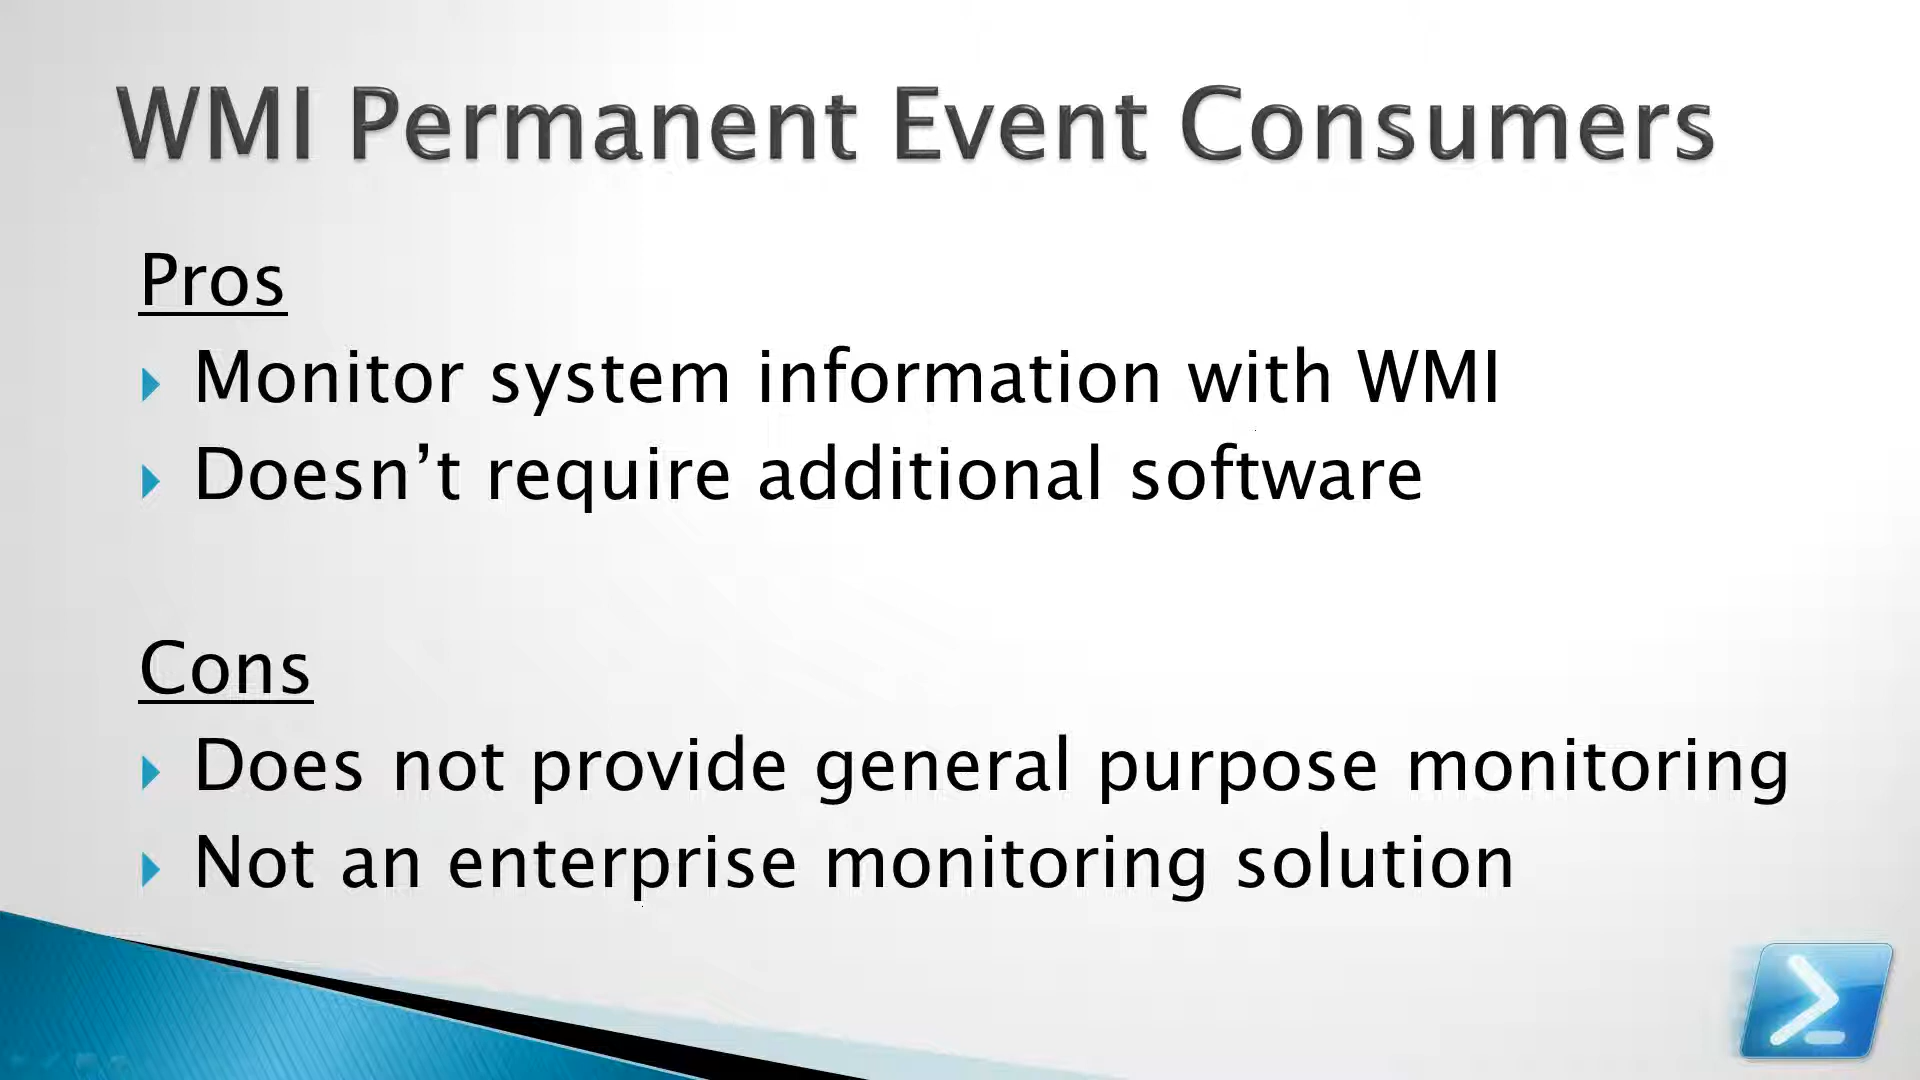 WMI Permanent Event Consumers
Pros
Monitor system information with WMI
Doesn’t require additional software
Cons
Does not provide general purpose monitoring
Not an enterprise monitoring solution